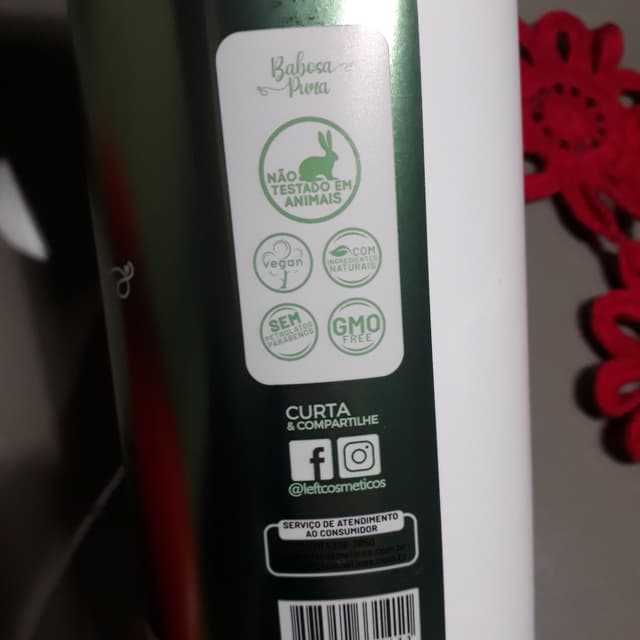 Babosa
Pura
NÃO
TESTADO EM
ANIMAIS
vegan
COM
INGREDIENTES
NATURAIS
SEM
PETROLATOS
PARABENOS
GMO
FREE
CURTA
& COMPARTILHE
@leftcosmeticos
SERVIÇO DE ATENDIMENTO
AO CONSUMIDOR